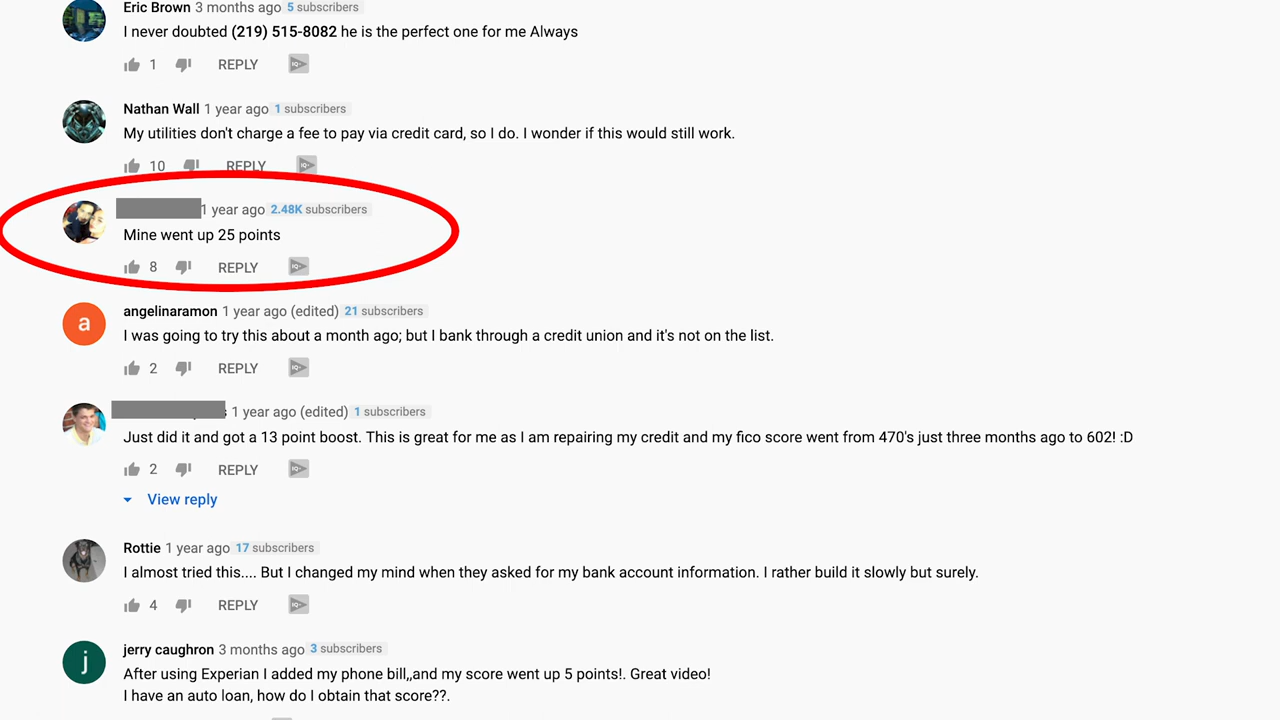 Eric Brown 3 months ago 5 subscribers
I never doubted (219) 515-8082 he is the perfect one for me Always
1 REPLY IQ+
Nathan Wall 1 year ago 1 subscribers
My utilities don't charge a fee to pay via credit card, so I do. I wonder if this would still work.
10 REPLY IQ+
1 year ago 2.48K subscribers
Mine went up 25 points
8 REPLY IQ+
angelinaramon 1 year ago (edited) 21 subscribers
I was going to try this about a month ago; but I bank through a credit union and it's not on the list.
a
2 REPLY IQ+
1 year ago (edited) 1 subscribers
Just did it and got a 13 point boost. This is great for me as I am repairing my credit and my fico score went from 470's just three months ago to 602! :D
2 REPLY IQ+
View reply
Rottie 1 year ago 17 subscribers
I almost tried this.... But I changed my mind when they asked for my bank account information. I rather build it slowly but surely.
4 REPLY IQ+
jerry caughron 3 months ago 3 subscribers
j
After using Experian I added my phone bill,,and my score went up 5 points!. Great video!
I have an auto loan, how do I obtain that score??.